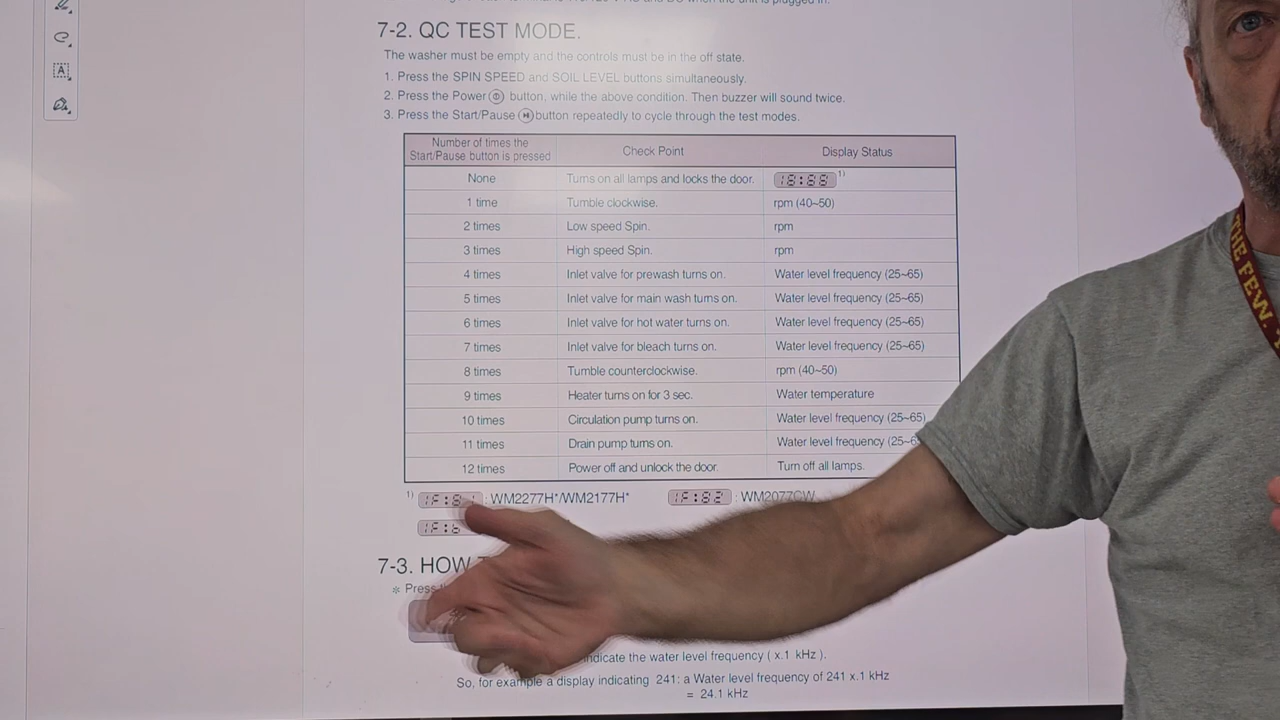 7-2. QC TEST MODE.
The washer must be empty and the controls must be in the off state.
1. Press the SPIN SPEED and SOIL LEVEL buttons simultaneously.
2. Press the Power button, while the above condition. Then buzzer will sound twice.
3. Press the Start/Pause button repeatedly to cycle through the test modes.
Number of times the Start/Pause button is pressed Check Point Display Status
None Turns on all lamps and locks the door. 18:88 1)
1 time Tumble clockwise. rpm (40~50)
2 times Low speed Spin. rpm
3 times High speed Spin. rpm
4 times Inlet valve for prewash turns on. Water level frequency (25~65)
5 times Inlet valve for main wash turns on. Water level frequency (25~65)
6 times Inlet valve for hot water turns on. Water level frequency (25~65)
7 times Inlet valve for bleach turns on. Water level frequency (25~65)
8 times Tumble counterclockwise. rpm (40~50)
9 times Heater turns on for 3 sec. Water temperature
10 times Circulation pump turns on. Water level frequency (25~65)
11 times Drain pump turns on. Water level frequency (25~6
12 times Power off and unlock the door. Turn off all lamps.
1) : WM2277H*/WM2177H* : WM2077CW
7-3. HOW
* Press
indicate the water level frequency ( x.1 kHz ).
So, for example a display indicating 241: a Water level frequency of 241 x.1 kHz
= 24.1 kHz
THE FEW.
A